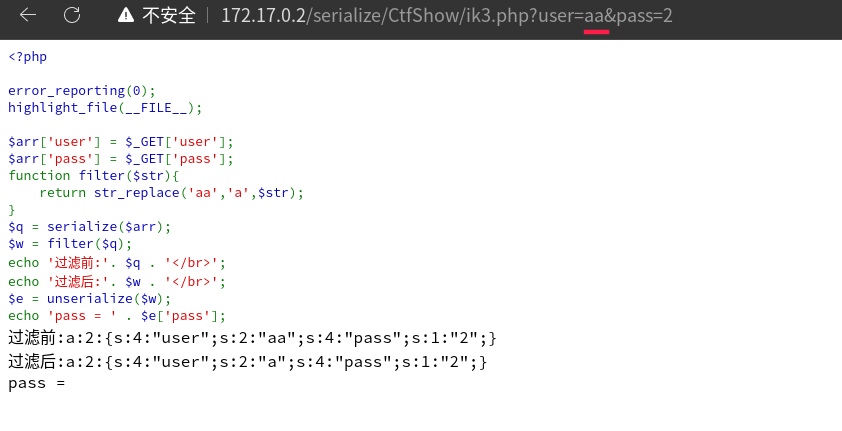 不安全 172.17.0.2/serialize/CtfShow/ik3.php?user=aa&pass=2
<?php
error_reporting(0);
highlight_file(__FILE__);
$arr['user'] = $_GET['user'];
$arr['pass'] = $_GET['pass'];
function filter($str){
    return str_replace('aa','a',$str);
}
$q = serialize($arr);
$w = filter($q);
echo '过滤前:'. $q . '</br>';
echo '过滤后:'. $w . '</br>';
$e = unserialize($w);
echo 'pass = ' . $e['pass'];
过滤前:a:2:{s:4:"user";s:2:"aa";s:4:"pass";s:1:"2";}
过滤后:a:2:{s:4:"user";s:2:"a";s:4:"pass";s:1:"2";}
pass =